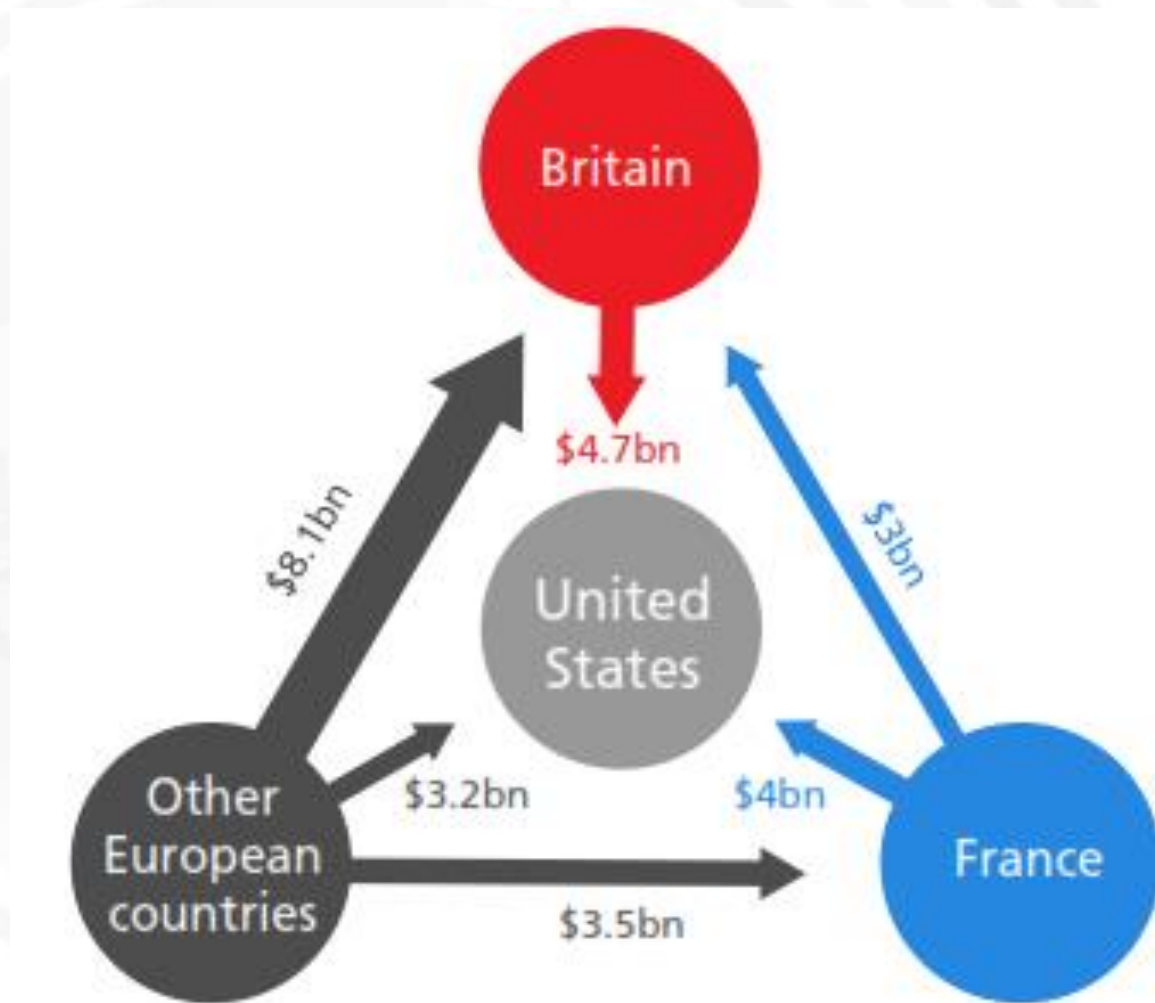 Britain
$4.7bn
$8.1bn
$3bn
United
States
$3.2bn
$4bn
Other
European
countries
France
$3.5bn